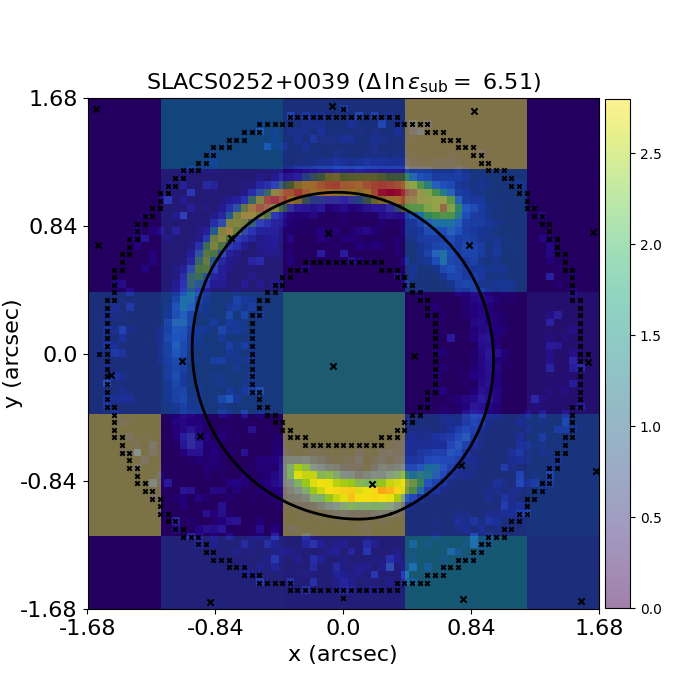 SLACS0252+0039 (Δ ln ε_sub = 6.51)
1.68
0.84
0.0
-0.84
-1.68
y (arcsec)
-1.68 -0.84 0.0 0.84 1.68
x (arcsec)
2.5
2.0
1.5
1.0
0.5
0.0